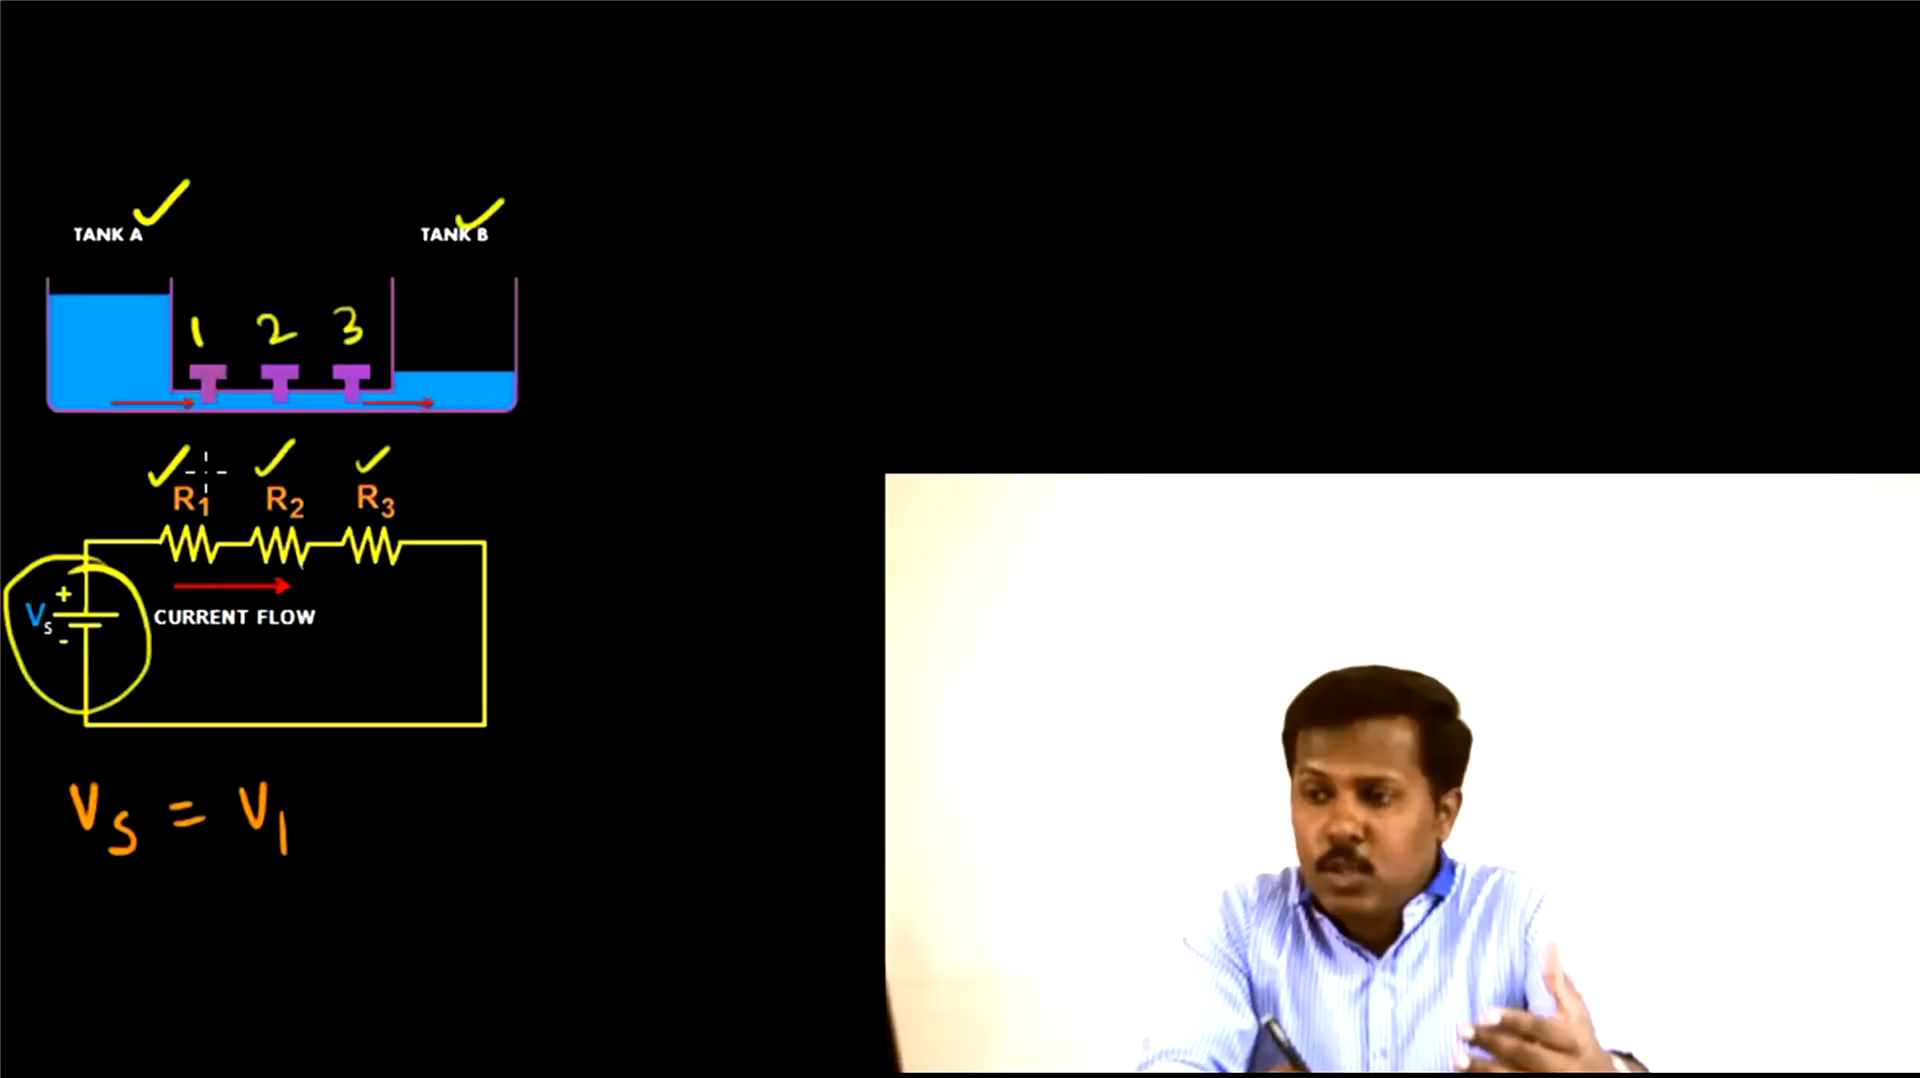 TANK A TANK B
1 2 3
R1 R2 R3
+
Vs CURRENT FLOW
-
Vs = V1